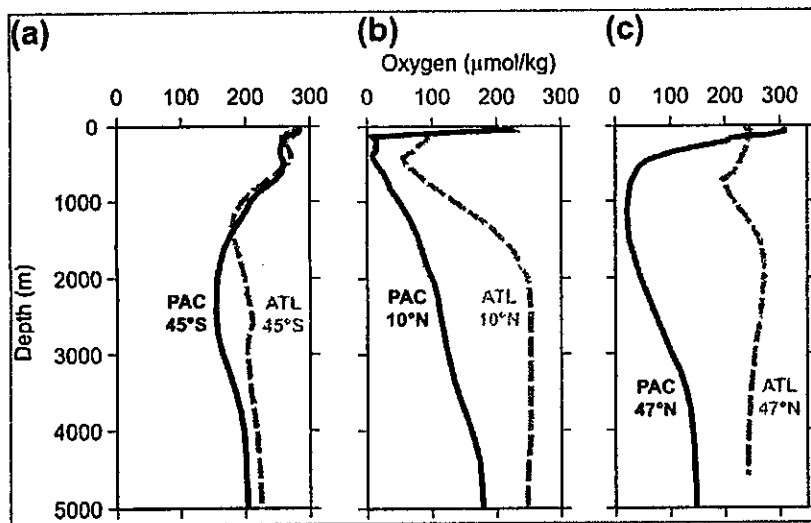 (a) (b) (c)
Oxygen (μmol/kg)
0 100 200 300 0 100 200 300 0 100 200 300
0
1000
2000
3000
4000
5000
Depth (m)
PAC
45°S
ATL
45°S
PAC
10°N
ATL
10°N
PAC
47°N
ATL
47°N